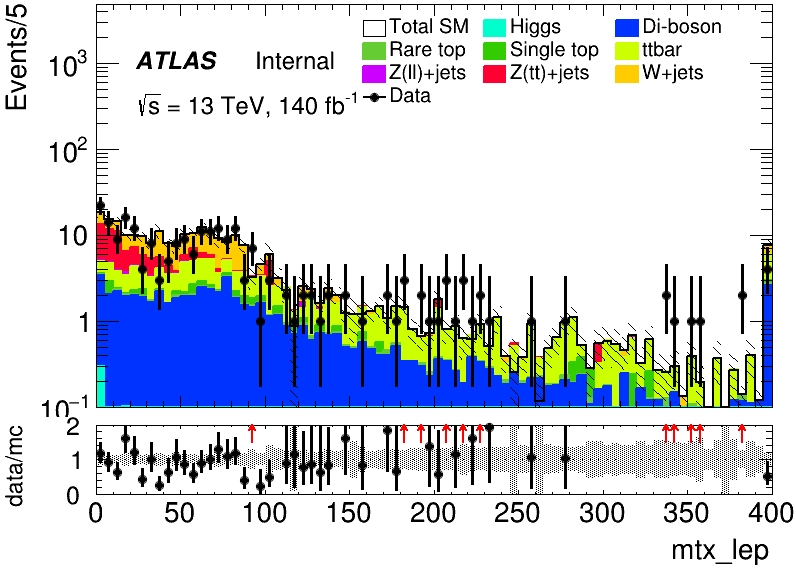 Events/5
10³
10²
10
1
10⁻¹
ATLAS Internal
√s = 13 TeV, 140 fb⁻¹
Total SM Higgs Di-boson
Rare top Single top ttbar
Z(ll)+jets Z(tt)+jets W+jets
Data
data/mc
2
1
0
0 50 100 150 200 250 300 350 400
mtx_lep